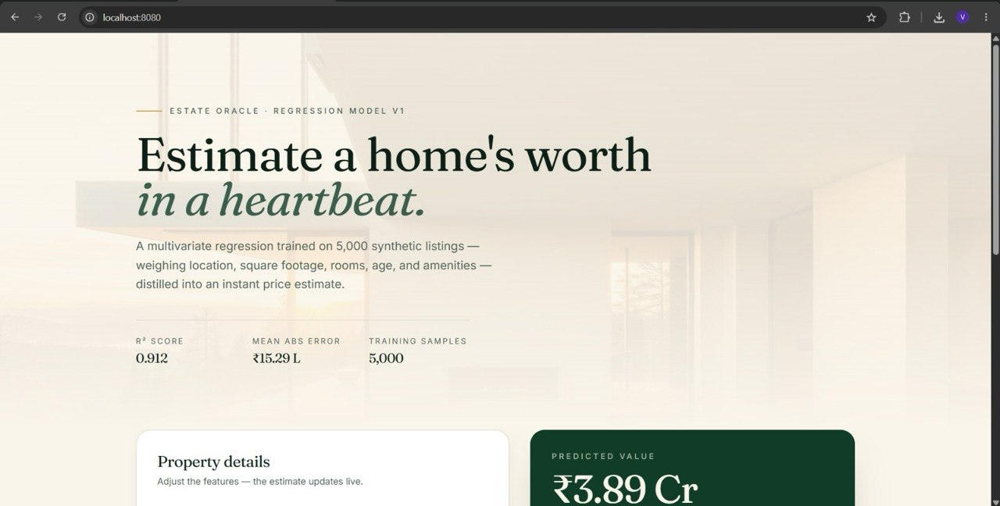 localhost:8080
V
ESTATE ORACLE · REGRESSION MODEL V1
Estimate a home's worth
in a heartbeat.
A multivariate regression trained on 5,000 synthetic listings —
weighing location, square footage, rooms, age, and amenities —
distilled into an instant price estimate.
R² SCORE
0.912
MEAN ABS ERROR
₹15.29 L
TRAINING SAMPLES
5,000
Property details
Adjust the features — the estimate updates live.
PREDICTED VALUE
₹3.89 Cr